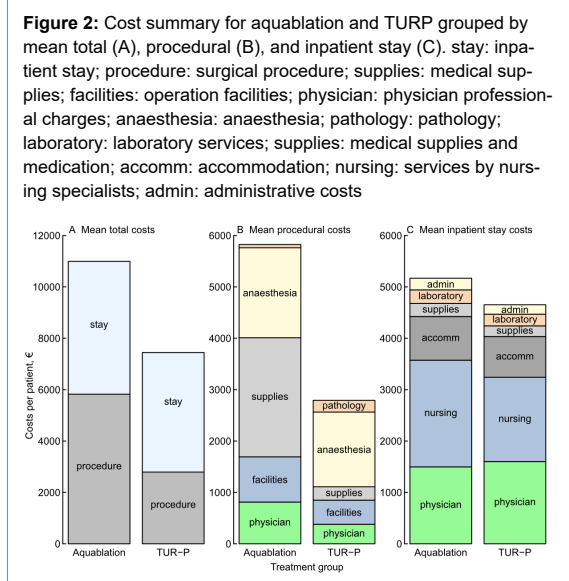 Figure 2: Cost summary for aquablation and TURP grouped by
mean total (A), procedural (B), and inpatient stay (C). stay: inpa-
tient stay; procedure: surgical procedure; supplies: medical sup-
plies; facilities: operation facilities; physician: physician profession-
al charges; anaesthesia: anaesthesia; pathology: pathology;
laboratory: laboratory services; supplies: medical supplies and
medication; accomm: accommodation; nursing: services by nurs-
ing specialists; admin: administrative costs
A Mean total costs
Costs per patient, €
12000
10000
8000
6000
4000
2000
0
stay
procedure
stay
procedure
Aquablation
TUR−P
B Mean procedural costs
6000
5000
4000
3000
2000
1000
0
anaesthesia
supplies
facilities
physician
pathology
anaesthesia
supplies
facilities
physician
Aquablation
TUR−P
Treatment group
C Mean inpatient stay costs
6000
5000
4000
3000
2000
1000
0
admin
laboratory
supplies
accomm
nursing
physician
admin
laboratory
supplies
accomm
nursing
physician
Aquablation
TUR−P